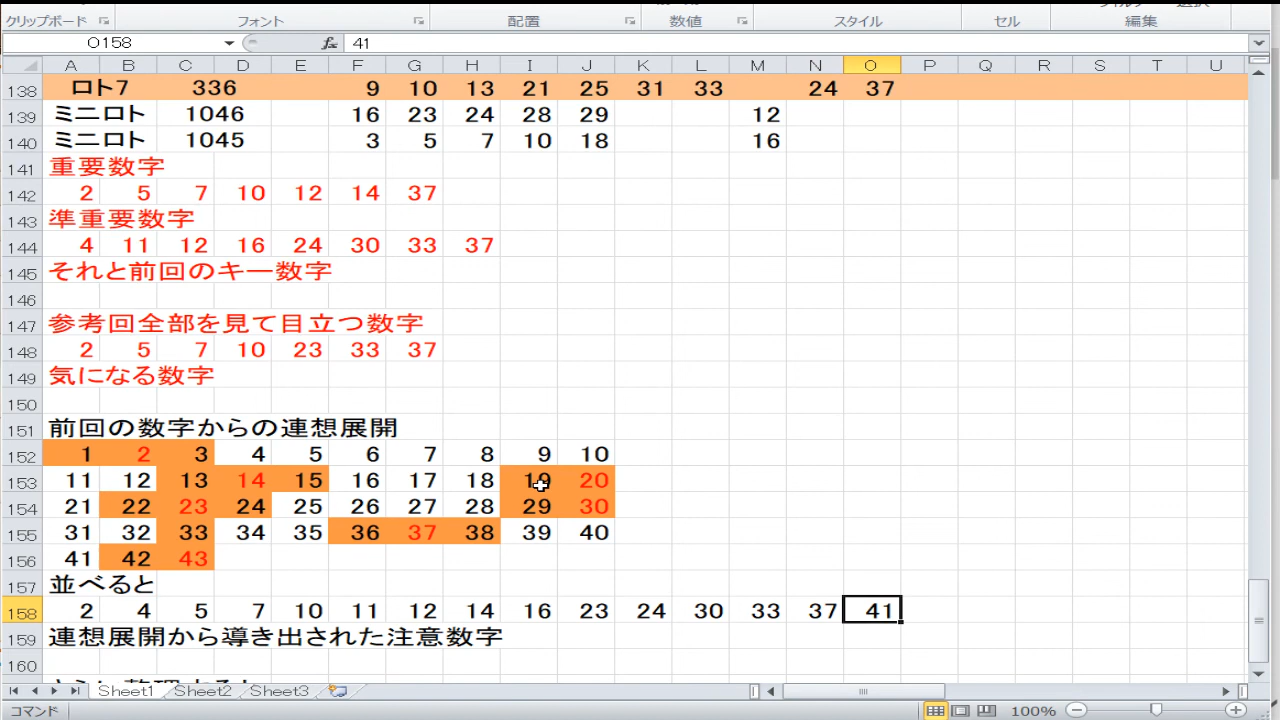 クリップボード フォント 配置 数値 スタイル セル 編集
O158 fx 41
A B C D E F G H I J K L M N O P Q R S T U
138 ロト7 336 9 10 13 21 25 31 33 24 37
139 ミニロト 1046 16 23 24 28 29 12
140 ミニロト 1045 3 5 7 10 18 16
141 重要数字
142 2 5 7 10 12 14 37
143 準重要数字
144 4 11 12 16 24 30 33 37
145 それと前回のキー数字
146
147 参考回全部を見て目立つ数字
148 2 5 7 10 23 33 37
149 気になる数字
150
151 前回の数字からの連想展開
152 1 2 3 4 5 6 7 8 9 10
153 11 12 13 14 15 16 17 18 19 20
154 21 22 23 24 25 26 27 28 29 30
155 31 32 33 34 35 36 37 38 39 40
156 41 42 43
157 並べると
158 2 4 5 7 10 11 12 14 16 23 24 30 33 37 41
159 連想展開から導き出された注意数字
160
Sheet1 Sheet2 Sheet3
コマンド 100%